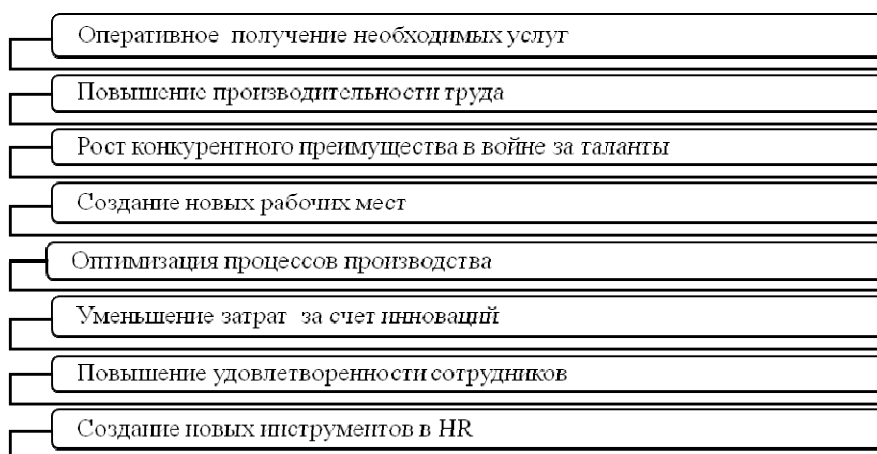 Оперативное получение необходимых услуг
Повышение производительности труда
Рост конкурентного преимущества в войне за таланты
Создание новых рабочих мест
Оптимизация процессов производства
Уменьшение затрат за счет инноваций
Повышение удовлетворенности сотрудников
Создание новых инструментов в HR